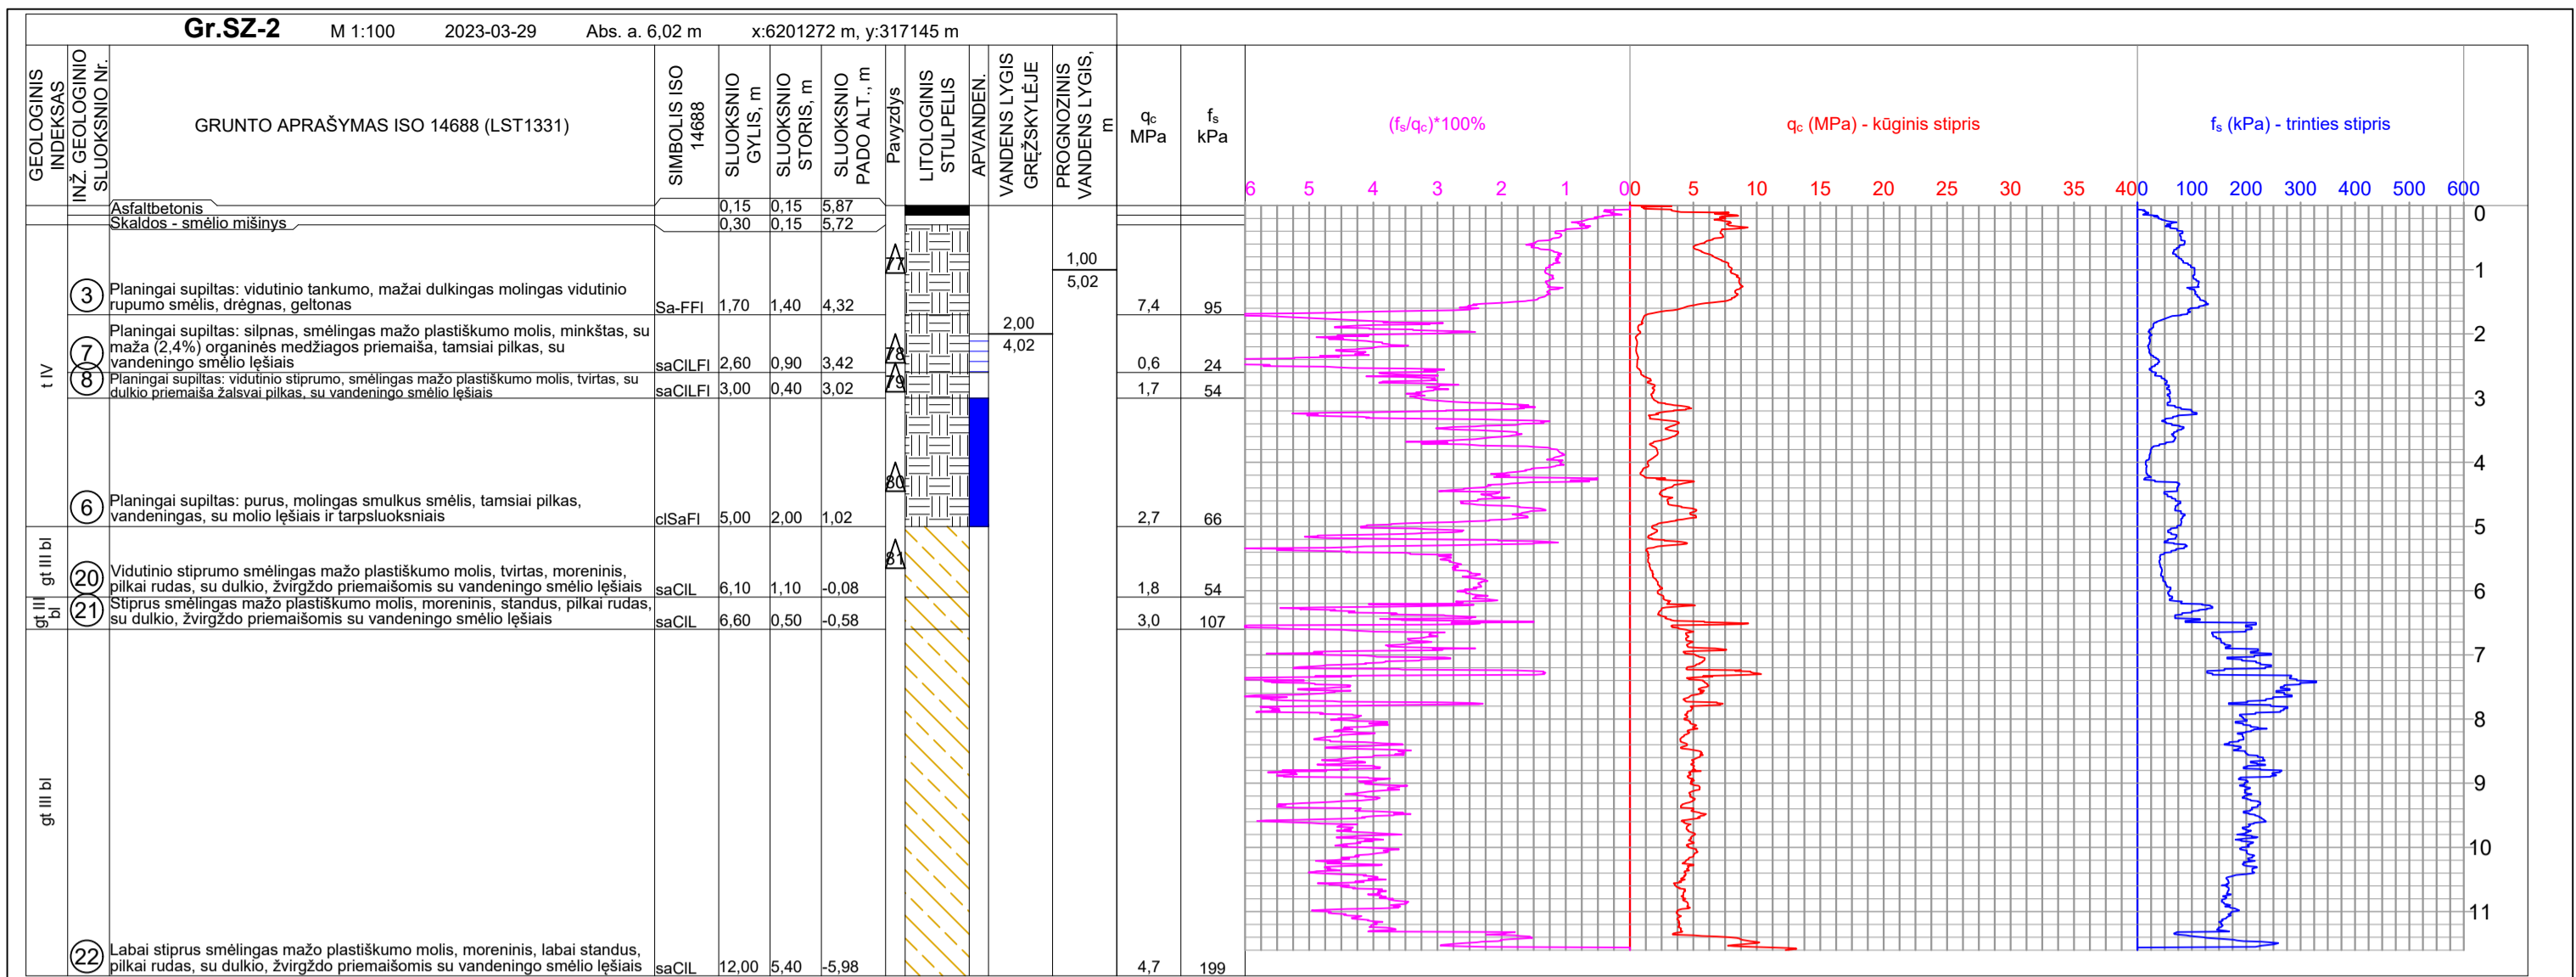 Gr.SZ-2 M 1:100 2023-03-29 Abs. a. 6,02 m x:6201272 m, y:317145 m
GEOLOGINIS INDEKSAS
INŽ. GEOLOGINIO SLUOKSNIO Nr.
GRUNTO APRAŠYMAS ISO 14688 (LST1331)
SIMBOLIS ISO 14688
SLUOKSNIO GYLIS, m
SLUOKSNIO STORIS, m
SLUOKSNIO PADO ALT., m
Pavyzdys
LITOLOGINIS STULPELIS
APVANDEN.
VANDENS LYGIS GRĘŽSKYLĖJE
PROGNOZINIS VANDENS LYGIS, m
qc MPa
fs kPa
(fs/qc)*100%
qc (MPa) - kūginis stipris
fs (kPa) - trinties stipris
6 5 4 3 2 1 0
0 5 10 15 20 25 30 35 40
0 100 200 300 400 500 600
Asfaltbetonis 0,15 0,15 5,87
Skaldos - smėlio mišinys 0,30 0,15 5,72
77
1,00
5,02
3 Planingai supiltas: vidutinio tankumo, mažai dulkingas molingas vidutinio
rupumo smėlis, drėgnas, geltonas Sa-FFl 1,70 1,40 4,32 7,4 95
t IV
7 Planingai supiltas: silpnas, smėlingas mažo plastiškumo molis, minkštas, su
maža (2,4%) organinės medžiagos priemaiša, tamsiai pilkas, su
vandeningo smėlio lęšiais saClLFl 2,60 0,90 3,42 78 0,6 24
2,00
4,02
8 Planingai supiltas: vidutinio stiprumo, smėlingas mažo plastiškumo molis, tvirtas, su
dulkio priemaiša žalsvai pilkas, su vandeningo smėlio lęšiais saClLFl 3,00 0,40 3,02 79 1,7 54
80
6 Planingai supiltas: purus, molingas smulkus smėlis, tamsiai pilkas,
vandeningas, su molio lęšiais ir tarpsluoksniais clSaFl 5,00 2,00 1,02 2,7 66
gt III bl
81
20 Vidutinio stiprumo smėlingas mažo plastiškumo molis, tvirtas, moreninis,
pilkai rudas, su dulkio, žvirgždo priemaišomis su vandeningo smėlio lęšiais saClL 6,10 1,10 -0,08 1,8 54
gt III bl
21 Stiprus smėlingas mažo plastiškumo molis, moreninis, standus, pilkai rudas,
su dulkio, žvirgždo priemaišomis su vandeningo smėlio lęšiais saClL 6,60 0,50 -0,58 3,0 107
gt III bl
22 Labai stiprus smėlingas mažo plastiškumo molis, moreninis, labai standus,
pilkai rudas, su dulkio, žvirgždo priemaišomis su vandeningo smėlio lęšiais saClL 12,00 5,40 -5,98 4,7 199
0
1
2
3
4
5
6
7
8
9
10
11